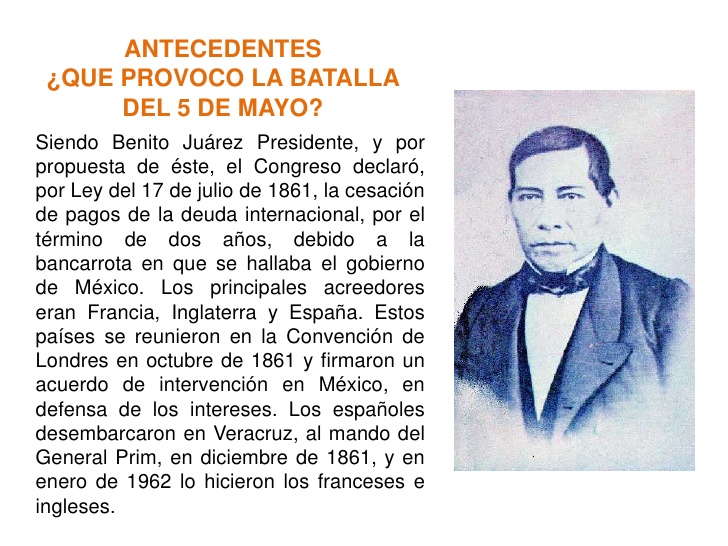 ANTECEDENTES
¿QUE PROVOCO LA BATALLA
DEL 5 DE MAYO?
Siendo Benito Juárez Presidente, y por
propuesta de éste, el Congreso declaró,
por Ley del 17 de julio de 1861, la cesación
de pagos de la deuda internacional, por el
término de dos años, debido a la
bancarrota en que se hallaba el gobierno
de México. Los principales acreedores
eran Francia, Inglaterra y España. Estos
países se reunieron en la Convención de
Londres en octubre de 1861 y firmaron un
acuerdo de intervención en México, en
defensa de los intereses. Los españoles
desembarcaron en Veracruz, al mando del
General Prim, en diciembre de 1861, y en
enero de 1962 lo hicieron los franceses e
ingleses.